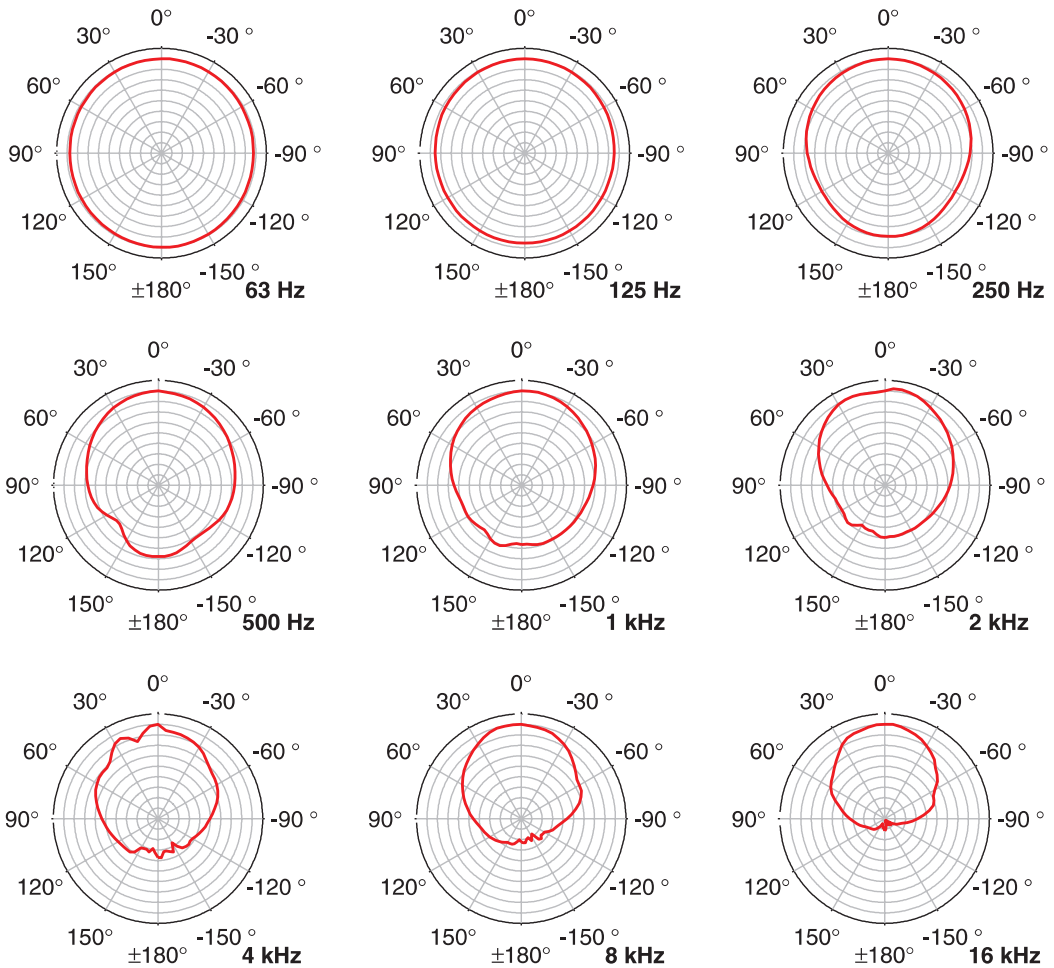 0° 0° 0°
30° -30 ° 30° -30 ° 30° -30 °
60° -60 ° 60° -60 ° 60° -60 °
90° -90 ° 90° -90 ° 90° -90 °
120° -120 ° 120° -120 ° 120° -120 °
150° -150 ° 150° -150 ° 150° -150 °
±180° 63 Hz ±180° 125 Hz ±180° 250 Hz
0° 0° 0°
30° -30 ° 30° -30 ° 30° -30 °
60° -60 ° 60° -60 ° 60° -60 °
90° -90 ° 90° -90 ° 90° -90 °
120° -120 ° 120° -120 ° 120° -120 °
150° -150 ° 150° -150 ° 150° -150 °
±180° 500 Hz ±180° 1 kHz ±180° 2 kHz
0° 0° 0°
30° -30 ° 30° -30 ° 30° -30 °
60° -60 ° 60° -60 ° 60° -60 °
90° -90 ° 90° -90 ° 90° -90 °
120° -120 ° 120° -120 ° 120° -120 °
150° -150 ° 150° -150 ° 150° -150 °
±180° 4 kHz ±180° 8 kHz ±180° 16 kHz